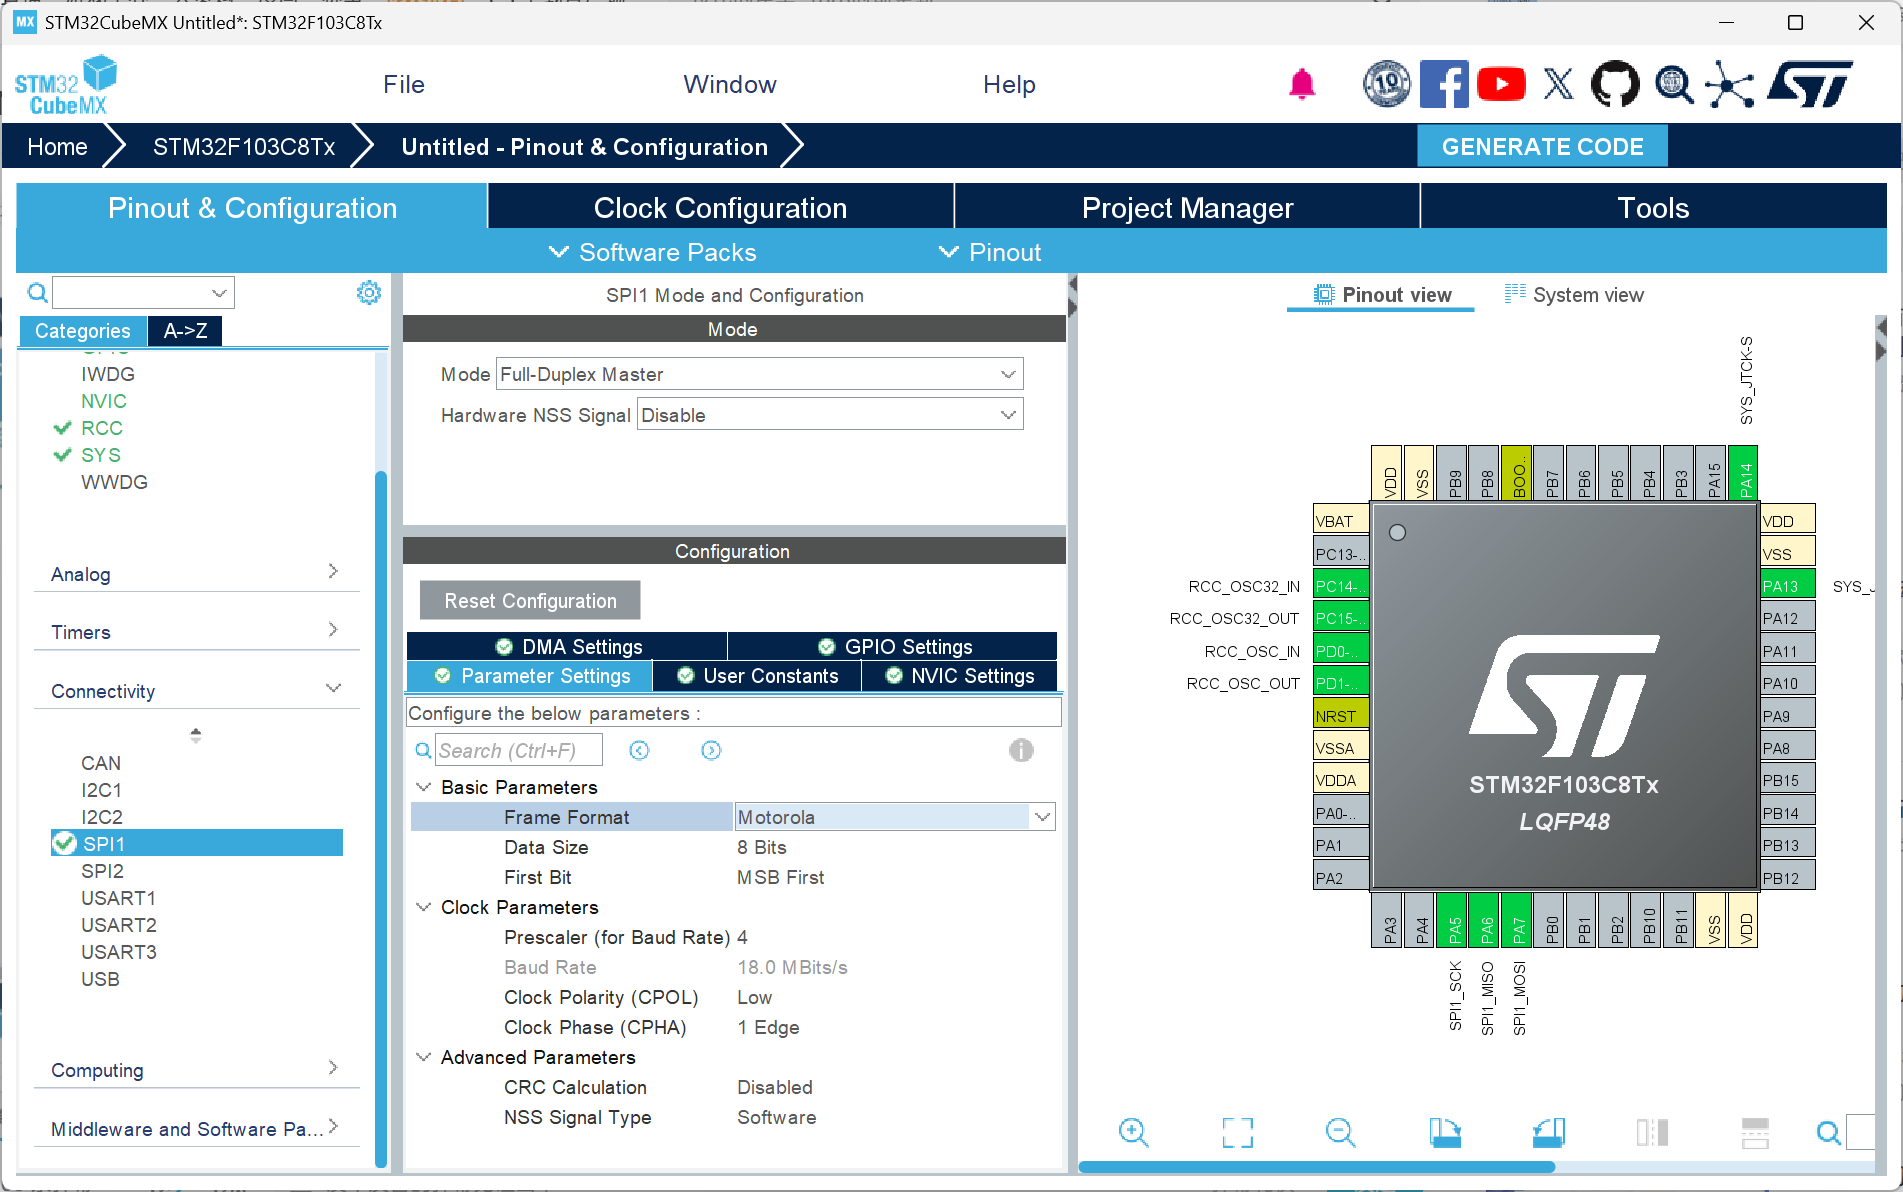 MX STM32CubeMX Untitled*: STM32F103C8Tx
STM32
CubeMX
File
Window
Help
10
Home
STM32F103C8Tx
Untitled - Pinout & Configuration
GENERATE CODE
Pinout & Configuration
Clock Configuration
Project Manager
Tools
Software Packs
Pinout
Categories
A->Z
IWDG
NVIC
RCC
SYS
WWDG
Analog
Timers
Connectivity
CAN
I2C1
I2C2
SPI1
SPI2
USART1
USART2
USART3
USB
Computing
Middleware and Software Pa...
SPI1 Mode and Configuration
Mode
Mode Full-Duplex Master
Hardware NSS Signal Disable
Configuration
Reset Configuration
DMA Settings
GPIO Settings
Parameter Settings
User Constants
NVIC Settings
Configure the below parameters :
Search (Ctrl+F)
Basic Parameters
Frame Format Motorola
Data Size 8 Bits
First Bit MSB First
Clock Parameters
Prescaler (for Baud Rate) 4
Baud Rate 18.0 MBits/s
Clock Polarity (CPOL) Low
Clock Phase (CPHA) 1 Edge
Advanced Parameters
CRC Calculation Disabled
NSS Signal Type Software
Pinout view
System view
SYS_JTCK-S
VDD
VSS
PB9
PB8
BOO..
PB7
PB6
PB5
PB4
PB3
PA15
PA14
VBAT
PC13-..
RCC_OSC32_IN PC14-..
RCC_OSC32_OUT PC15-..
RCC_OSC_IN PD0-..
RCC_OSC_OUT PD1-..
NRST
VSSA
VDDA
PA0-..
PA1
PA2
VDD
VSS
PA13 SYS_J
PA12
PA11
PA10
PA9
PA8
PB15
PB14
PB13
PB12
ST
STM32F103C8Tx
LQFP48
PA3
PA4
PA5
PA6
PA7
PB0
PB1
PB2
PB10
PB11
VSS
VDD
SPI1_SCK
SPI1_MISO
SPI1_MOSI